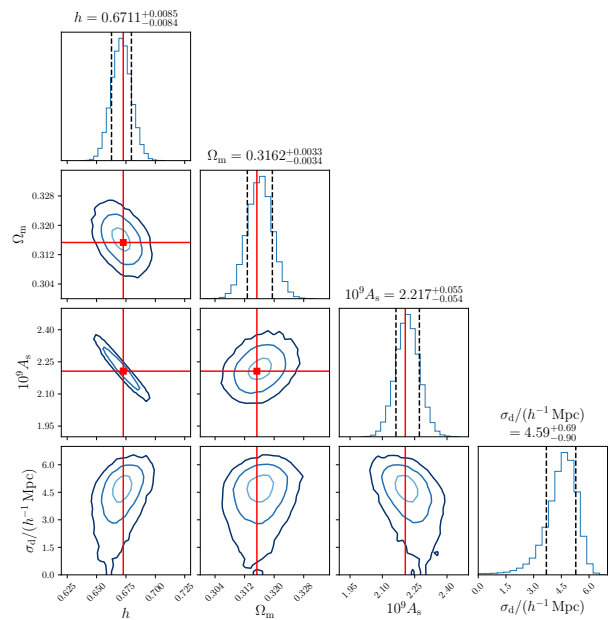 h = 0.6711^{+0.0085}_{-0.0084}
Ω_m = 0.3162^{+0.0033}_{-0.0034}
0.328
0.320
0.312
0.304
Ω_m
10^9 A_s = 2.217^{+0.055}_{-0.054}
2.40
2.25
2.10
1.95
10^9 A_s
σ_d/(h^{-1} Mpc)
= 4.59^{+0.69}_{-0.90}
6.0
4.5
3.0
1.5
0.0
σ_d/(h^{-1} Mpc)
0.625 0.650 0.675 0.700 0.725
0.304 0.312 0.320 0.328
1.95 2.10 2.25 2.40
0.0 1.5 3.0 4.5 6.0
h
Ω_m
10^9 A_s
σ_d/(h^{-1} Mpc)